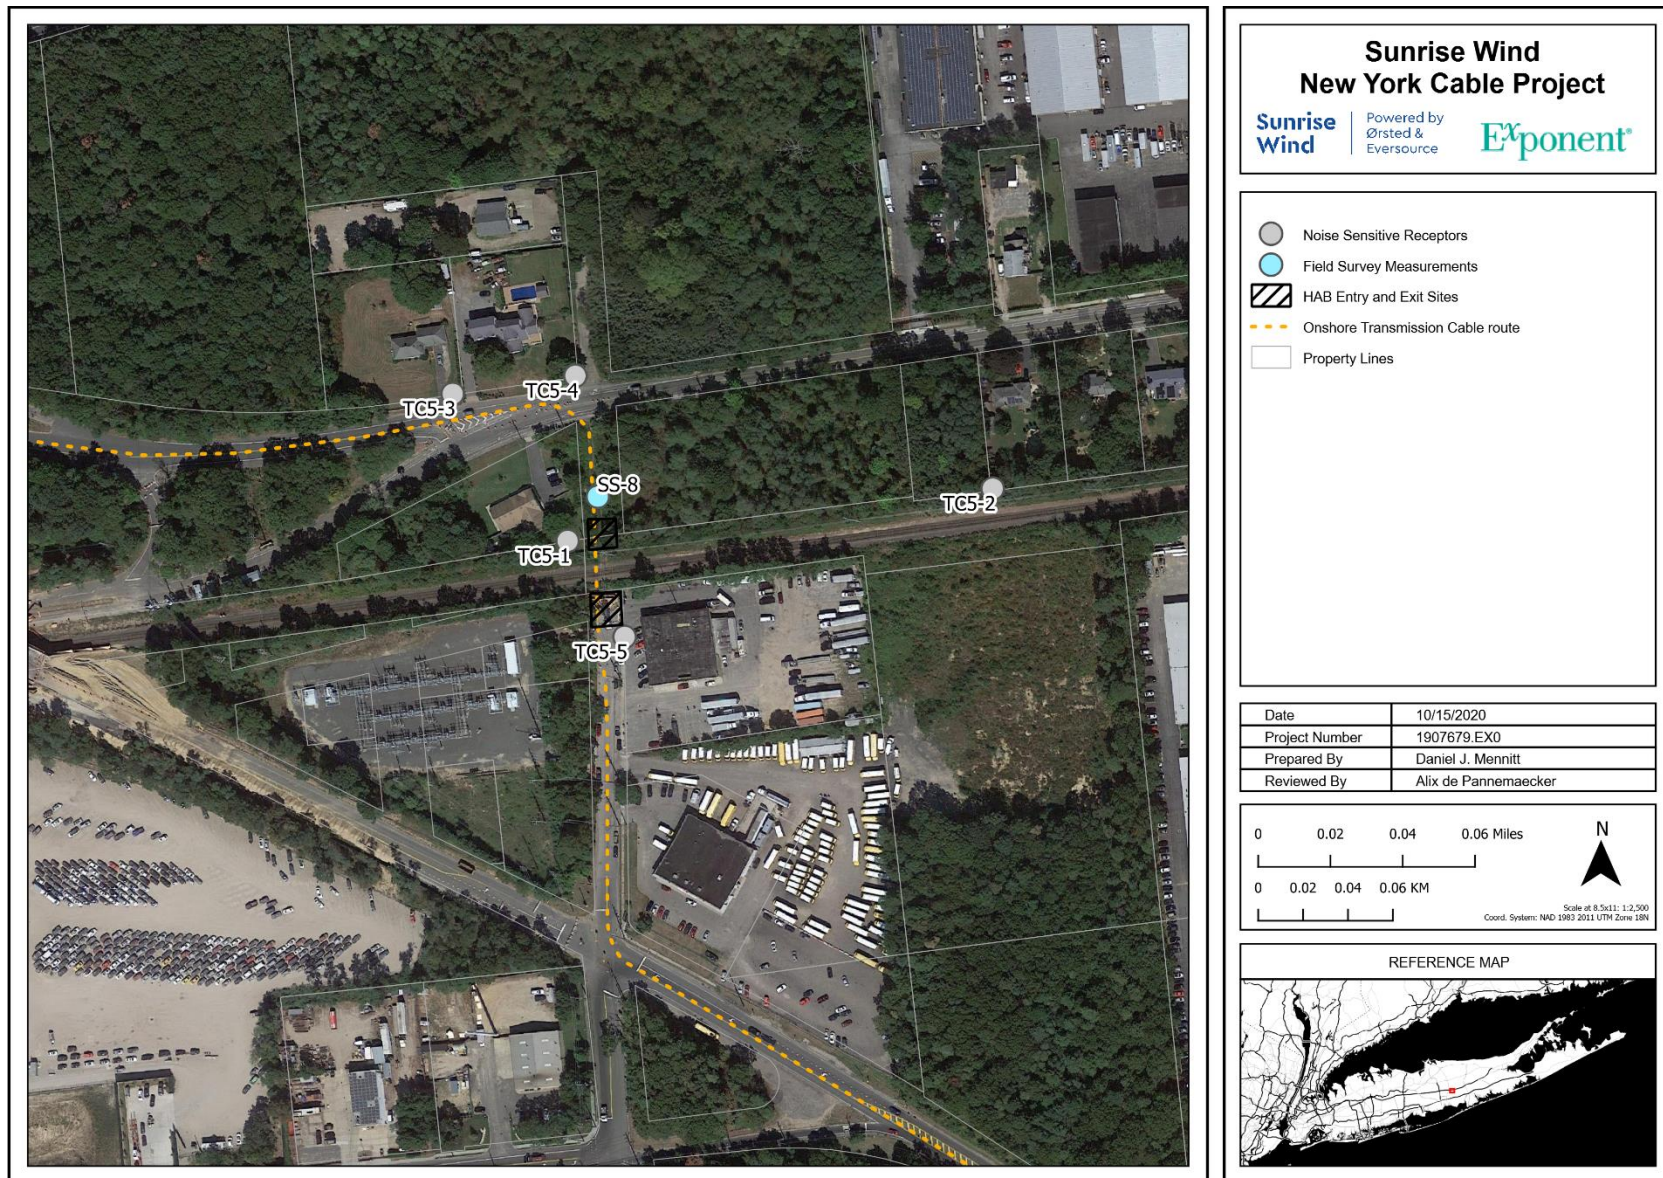 TC5-3
TC5-4
SS-8
TC5-2
TC5-1
TC5-5
Sunrise Wind
New York Cable Project
Sunrise
Wind
Powered by
Ørsted &
Eversource
Exponent®
Noise Sensitive Receptors
Field Survey Measurements
HAB Entry and Exit Sites
Onshore Transmission Cable route
Property Lines
Date 10/15/2020
Project Number 1907679.EX0
Prepared By Daniel J. Mennitt
Reviewed By Alix de Pannemaecker
0 0.02 0.04 0.06 Miles
0 0.02 0.04 0.06 KM
N
Scale at 8.5x11: 1:2,500
Coord. System: NAD 1983 2011 UTM Zone 18N
REFERENCE MAP